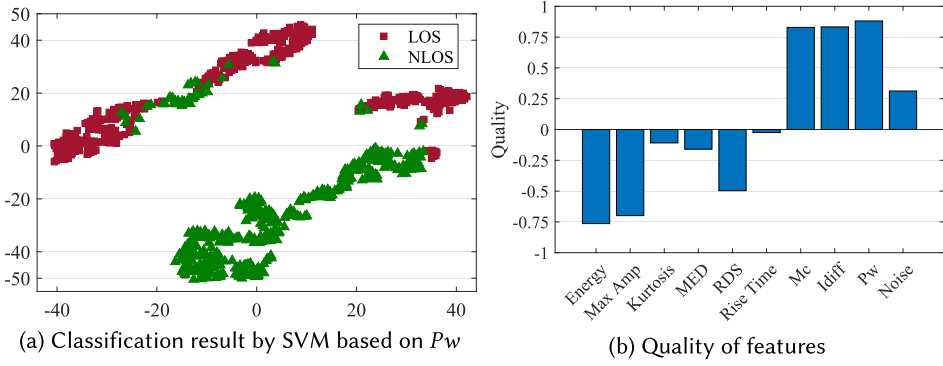 50
40
20
0
-20
-40
-50
-40
-20
0
20
40
LOS
NLOS
(a) Classification result by SVM based on Pw
Quality
1
0.75
0.5
0.25
0
-0.25
-0.5
-0.75
-1
Energy
Max Amp
Kurtosis
MED
RDS
Rise Time
Mc
Idiff
Pw
Noise
(b) Quality of features